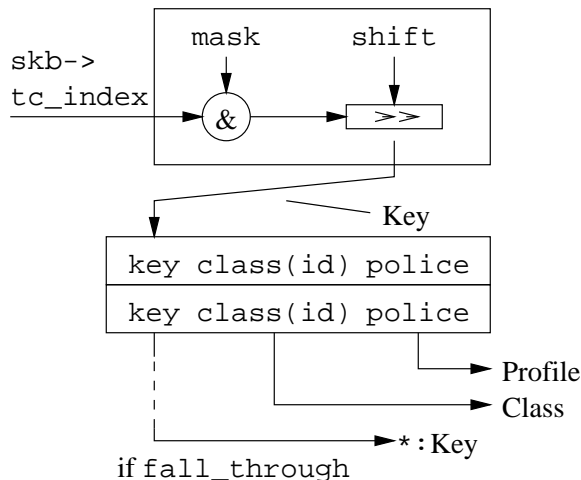 mask shift
skb->
tc_index
& >>
Key
key class(id) police
key class(id) police
Profile
Class
*:Key
if fall_through